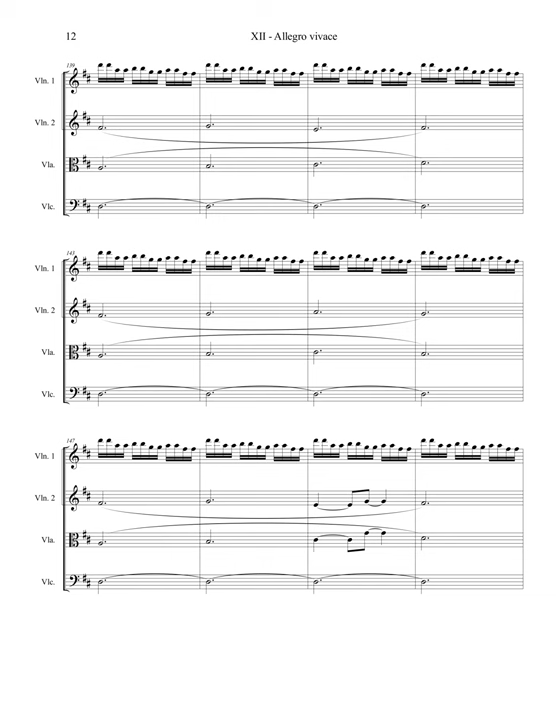 12
XII - Allegro vivace
139
Vln. 1
Vln. 2
Vla.
Vlc.
143
Vln. 1
Vln. 2
Vla.
Vlc.
147
Vln. 1
Vln. 2
Vla.
Vlc.